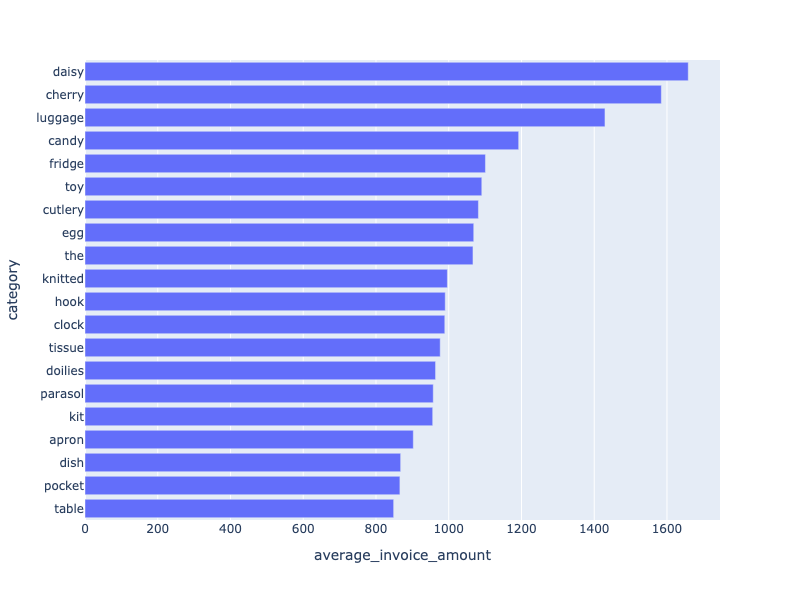 daisy
cherry
luggage
candy
fridge
toy
cutlery
egg
the
knitted
hook
clock
tissue
doilies
parasol
kit
apron
dish
pocket
table
category
0 200 400 600 800 1000 1200 1400 1600
average_invoice_amount